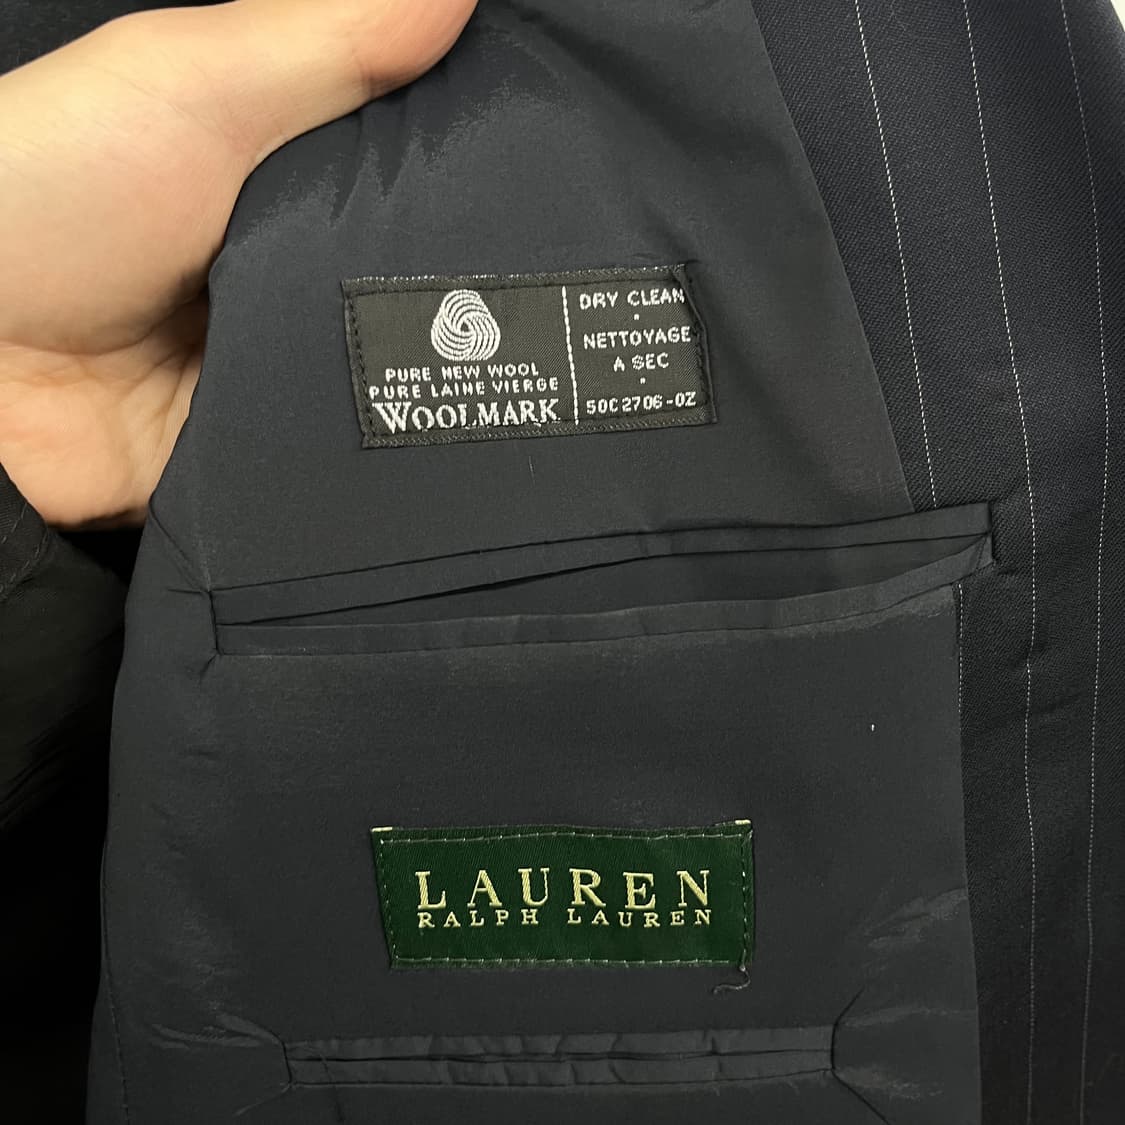 PURE NEW WOOL
PURE LAINE VIERGE
WOOLMARK
DRY CLEAN
NETTOYAGE
A SEC
50C2706-0Z
LAUREN
RALPH LAUREN